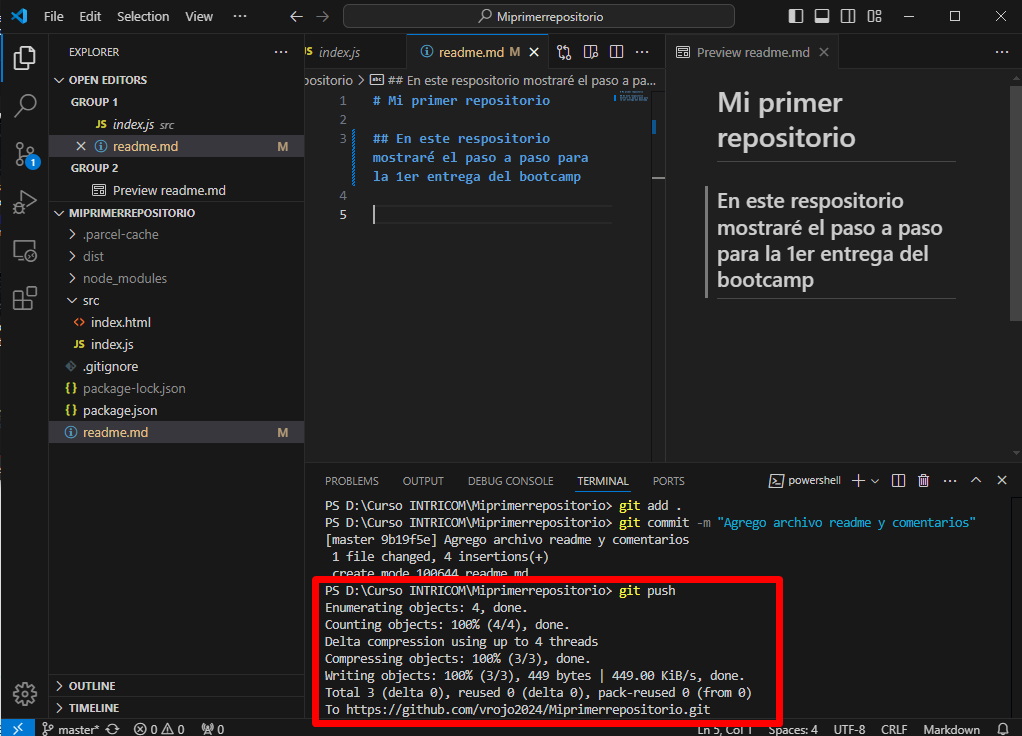 File Edit Selection View ··· Miprimerrepositorio
EXPLORER
OPEN EDITORS
GROUP 1
JS index.js src
readme.md M
GROUP 2
Preview readme.md
MIPRIMERREPOSITORIO
.parcel-cache
dist
node_modules
src
<> index.html
JS index.js
.gitignore
{} package-lock.json
{} package.json
readme.md M
OUTLINE
TIMELINE
JS index.js
readme.md M
Preview readme.md
positorio > ## En este respositorio mostraré el paso a pa...
1 # Mi primer repositorio
2
3 ## En este respositorio
mostraré el paso a paso para
la 1er entrega del bootcamp
4
5
Mi primer
repositorio
En este respositorio
mostraré el paso a paso
para la 1er entrega del
bootcamp
PROBLEMS OUTPUT DEBUG CONSOLE TERMINAL PORTS powershell
PS D:\Curso INTRICOM\Miprimerrepositorio> git add .
PS D:\Curso INTRICOM\Miprimerrepositorio> git commit -m "Agrego archivo readme y comentarios"
[master 9b19f5e] Agrego archivo readme y comentarios
1 file changed, 4 insertions(+)
create mode 100644 readme.md
PS D:\Curso INTRICOM\Miprimerrepositorio> git push
Enumerating objects: 4, done.
Counting objects: 100% (4/4), done.
Delta compression using up to 4 threads
Compressing objects: 100% (3/3), done.
Writing objects: 100% (3/3), 449 bytes | 449.00 KiB/s, done.
Total 3 (delta 0), reused 0 (delta 0), pack-reused 0 (from 0)
To https://github.com/vrojo2024/Miprimerrepositorio.git
master* 0 0 0 Ln 5, Col 1 Spaces: 4 UTF-8 CRLF Markdown
1